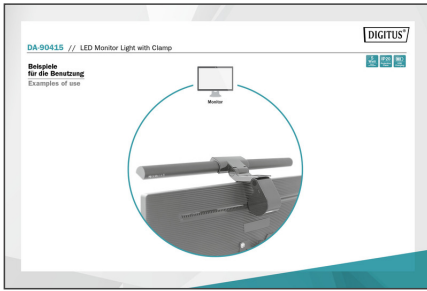 DIGITUS®
DA-90415 // LED Monitor Light with Clamp
Beispiele
für die Benutzung
Examples of use
Monitor